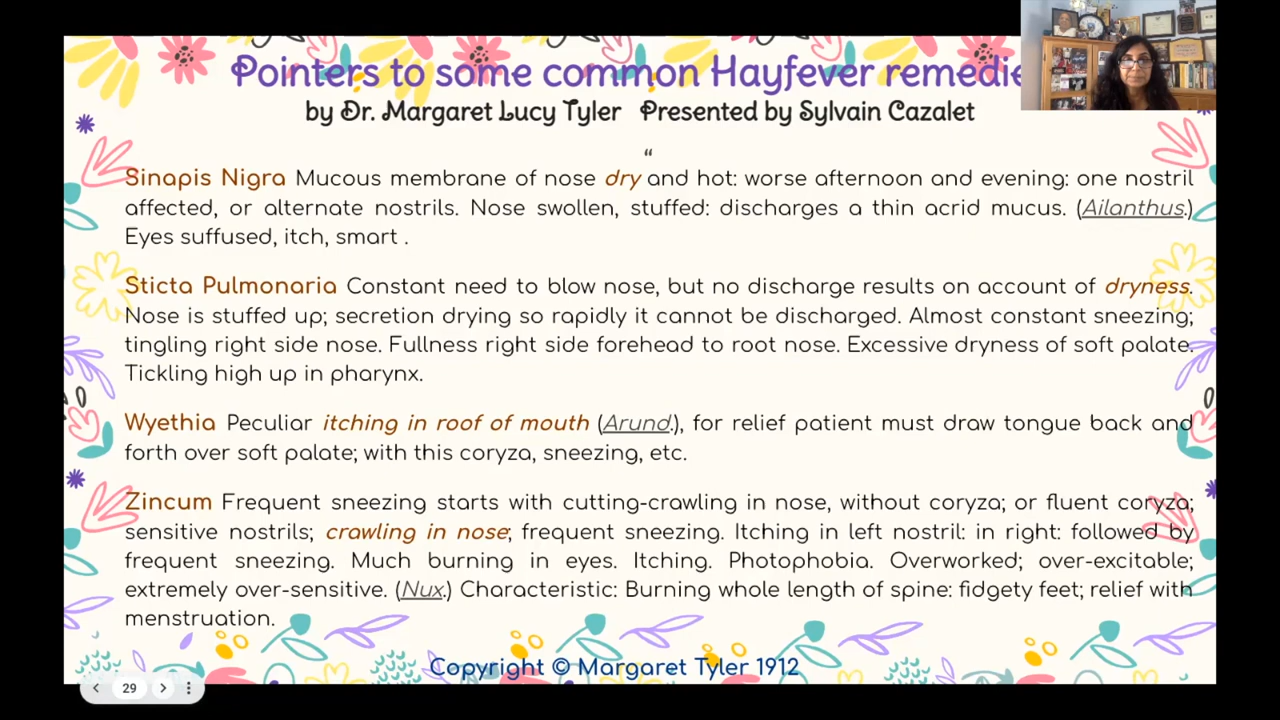 Pointers to some common Hayfever remedie
by Dr. Margaret Lucy Tyler Presented by Sylvain Cazalet
“
Sinapis Nigra Mucous membrane of nose dry and hot: worse afternoon and evening: one nostril
affected, or alternate nostrils. Nose swollen, stuffed: discharges a thin acrid mucus. (Ailanthus.)
Eyes suffused, itch, smart .
Sticta Pulmonaria Constant need to blow nose, but no discharge results on account of dryness.
Nose is stuffed up; secretion drying so rapidly it cannot be discharged. Almost constant sneezing;
tingling right side nose. Fullness right side forehead to root nose. Excessive dryness of soft palate.
Tickling high up in pharynx.
Wyethia Peculiar itching in roof of mouth (Arund.), for relief patient must draw tongue back and
forth over soft palate; with this coryza, sneezing, etc.
Zincum Frequent sneezing starts with cutting-crawling in nose, without coryza; or fluent coryza;
sensitive nostrils; crawling in nose; frequent sneezing. Itching in left nostril: in right: followed by
frequent sneezing. Much burning in eyes. Itching. Photophobia. Overworked; over-excitable;
extremely over-sensitive. (Nux.) Characteristic: Burning whole length of spine: fidgety feet; relief with
menstruation.
Copyright © Margaret Tyler 1912
29